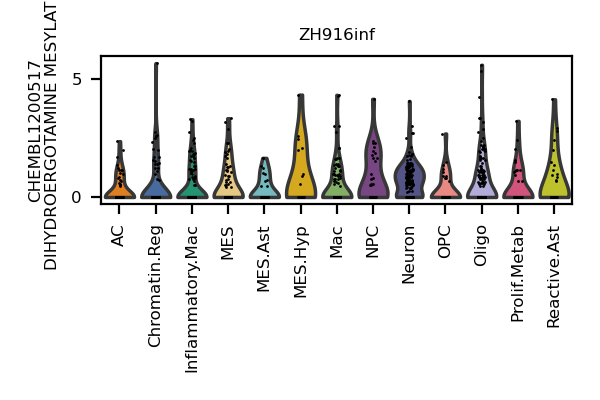 ZH916inf
CHEMBL1200517
DIHYDROERGOTAMINE MESYLAT
5
0
AC
Chromatin.Reg
Inflammatory.Mac
MES
MES.Ast
MES.Hyp
Mac
NPC
Neuron
OPC
Oligo
Prolif.Metab
Reactive.Ast